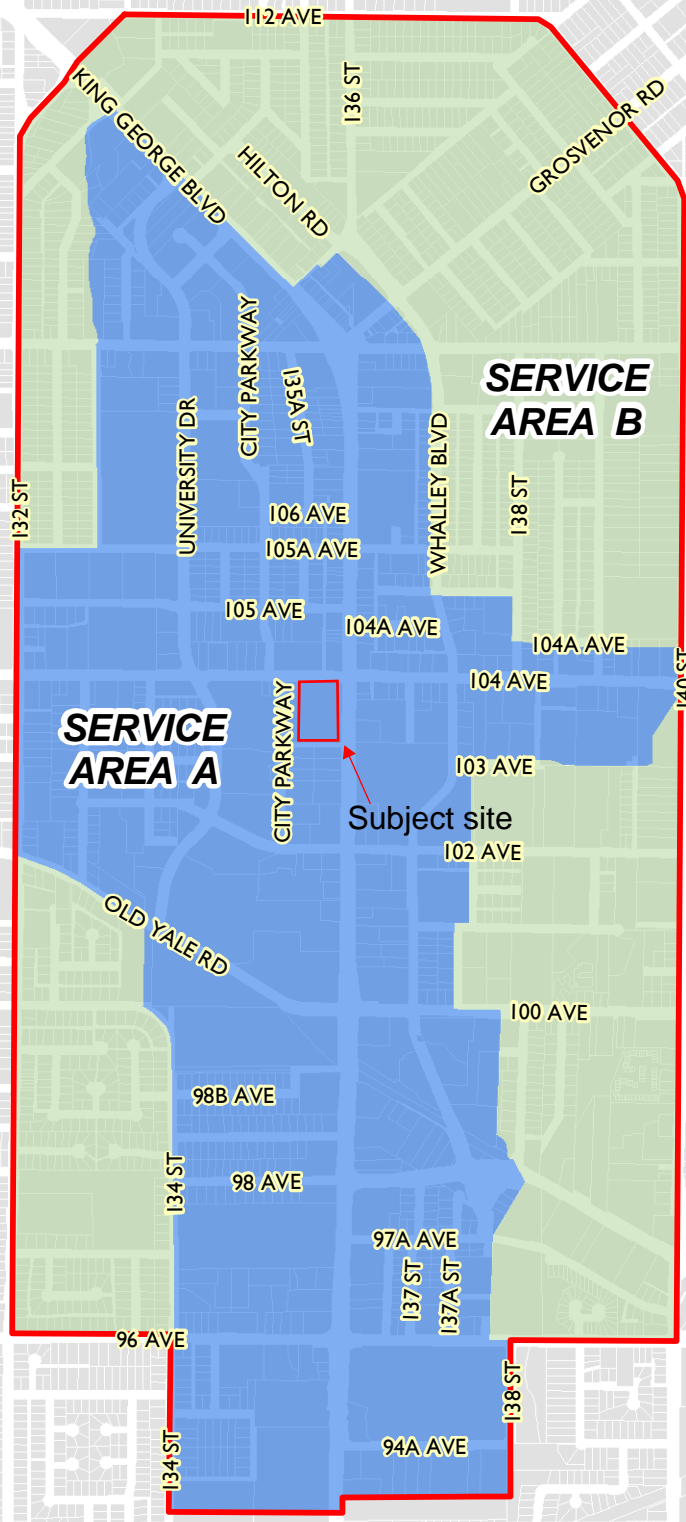 112 AVE
136 ST
KING GEORGE BLVD
HILTON RD
GROSVENOR RD
CITY PARKWAY
135A ST
SERVICE
AREA B
UNIVERSITY DR
WHALLEY BLVD
132 ST
138 ST
106 AVE
105A AVE
105 AVE
104A AVE
104A AVE
104 AVE
140 ST
SERVICE
AREA A
CITY PARKWAY
103 AVE
Subject site
102 AVE
OLD YALE RD
100 AVE
98B AVE
134 ST
98 AVE
97A AVE
137 ST
137A ST
96 AVE
138 ST
134 ST
94A AVE